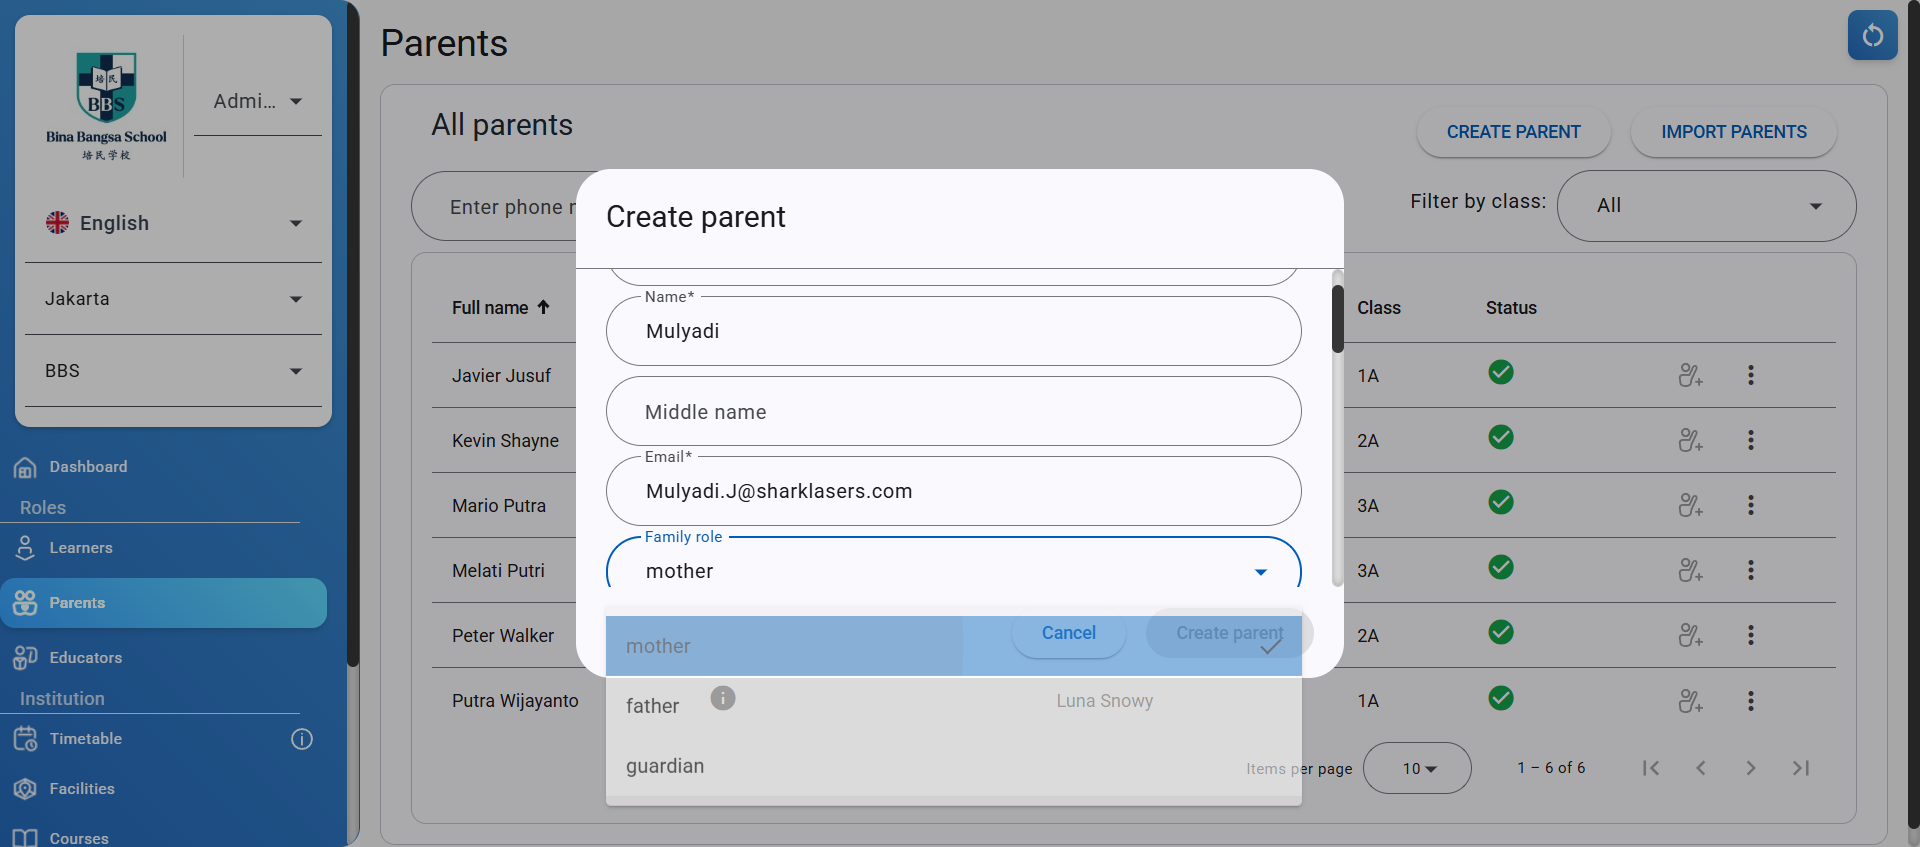 培民
BBS
Bina Bangsa School
培民学校
Admi...
English
Jakarta
BBS
Dashboard
Roles
Learners
Parents
Educators
Institution
Timetable
Facilities
Courses
Parents
All parents
CREATE PARENT
IMPORT PARENTS
Enter phone n
Filter by class:
All
Full name
Class
Status
Javier Jusuf
1A
Kevin Shayne
2A
Mario Putra
3A
Melati Putri
3A
Peter Walker
2A
Putra Wijayanto
Luna Snowy
1A
Items per page
10
1 – 6 of 6
Create parent
Name*
Mulyadi
Middle name
Email*
Mulyadi.J@sharklasers.com
Family role
mother
Cancel
Create parent
mother
father
guardian